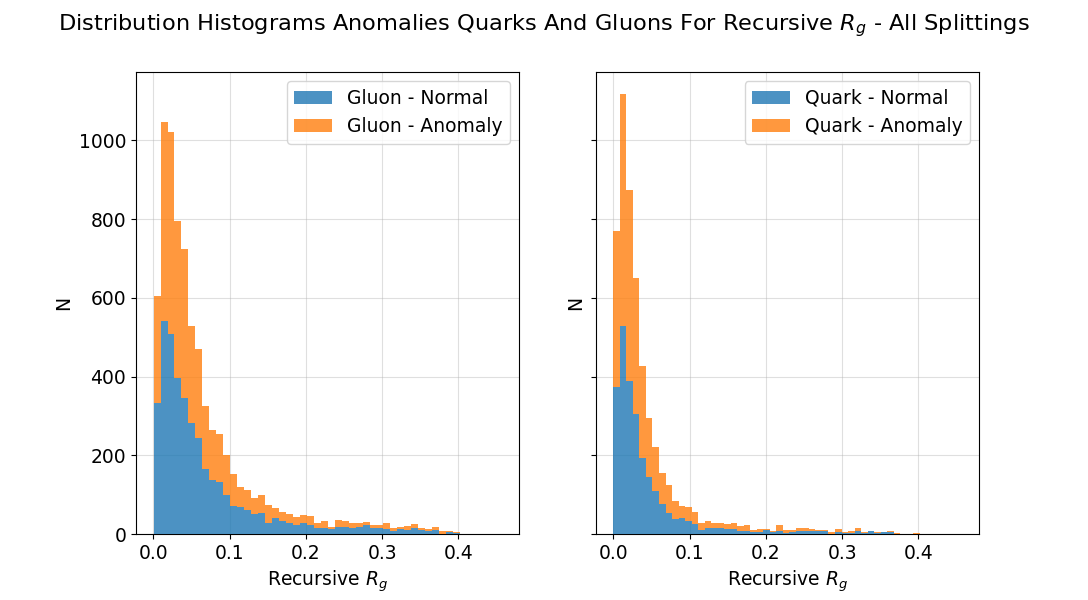 Distribution Histograms Anomalies Quarks And Gluons For Recursive $R_g$ - All Splittings
Gluon - Normal
Gluon - Anomaly
N
1000
800
600
400
200
0
0.0 0.1 0.2 0.3 0.4
Recursive $R_g$
Quark - Normal
Quark - Anomaly
N
0.0 0.1 0.2 0.3 0.4
Recursive $R_g$